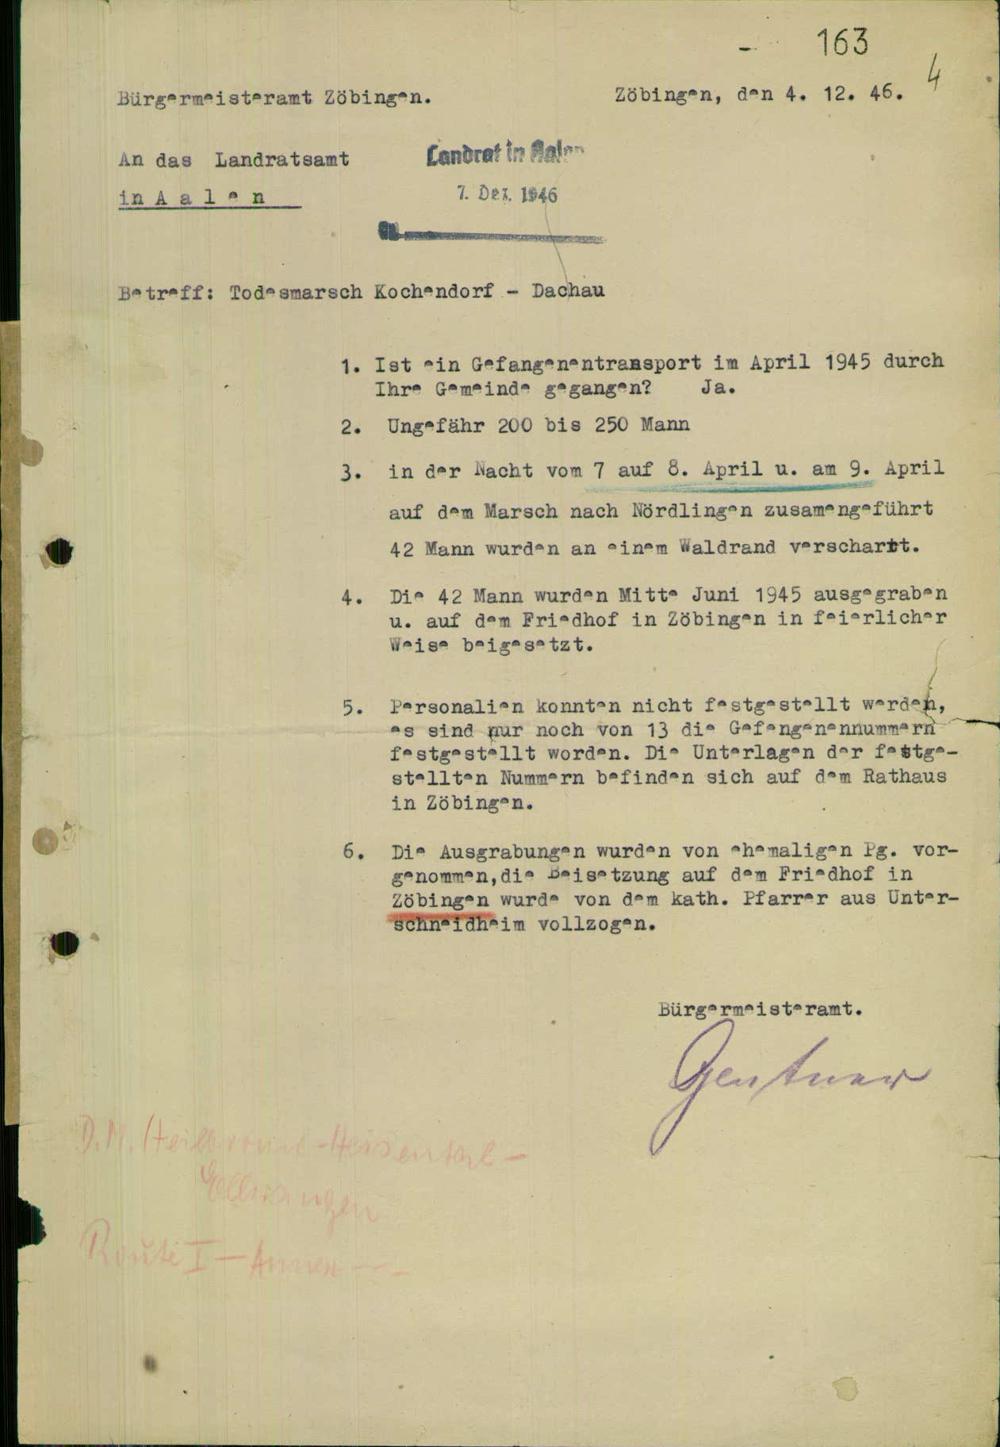 163
4
Bürgermeisteramt Zöbingen.
Zöbingen, den 4. 12. 46.
An das Landratsamt
in A a l e n
Landrat in Aalen
7. Dez. 1946
Betreff: Todesmarsch Kochendorf - Dachau
1. Ist ein Gefangenentransport im April 1945 durch
Ihre Gemeinde gegangen? Ja.
2. Ungefähr 200 bis 250 Mann
3. in der Nacht vom 7 auf 8. April u. am 9. April
auf dem Marsch nach Nördlingen zusamengeführt
42 Mann wurden an einem Waldrand verscharrt.
4. Die 42 Mann wurden Mitte Juni 1945 ausgegraben
u. auf dem Friedhof in Zöbingen in feierlicher
Weise beigesetzt.
5. Personalien konnten nicht festgestellt werden,
es sind nur noch von 13 die Gefangenennummern
festgestellt worden. Die Unterlagen der festge-
stellten Nummern befinden sich auf dem Rathaus
in Zöbingen.
6. Die Ausgrabungen wurden von ehemaligen Pg. vor-
genommen,die Beisetzung auf dem Friedhof in
Zöbingen wurde von dem kath. Pfarrer aus Unter-
schneidheim vollzogen.
Bürgermeisteramt.
Gentner
D.M. Heilbronn -
Ellwangen
Route I -